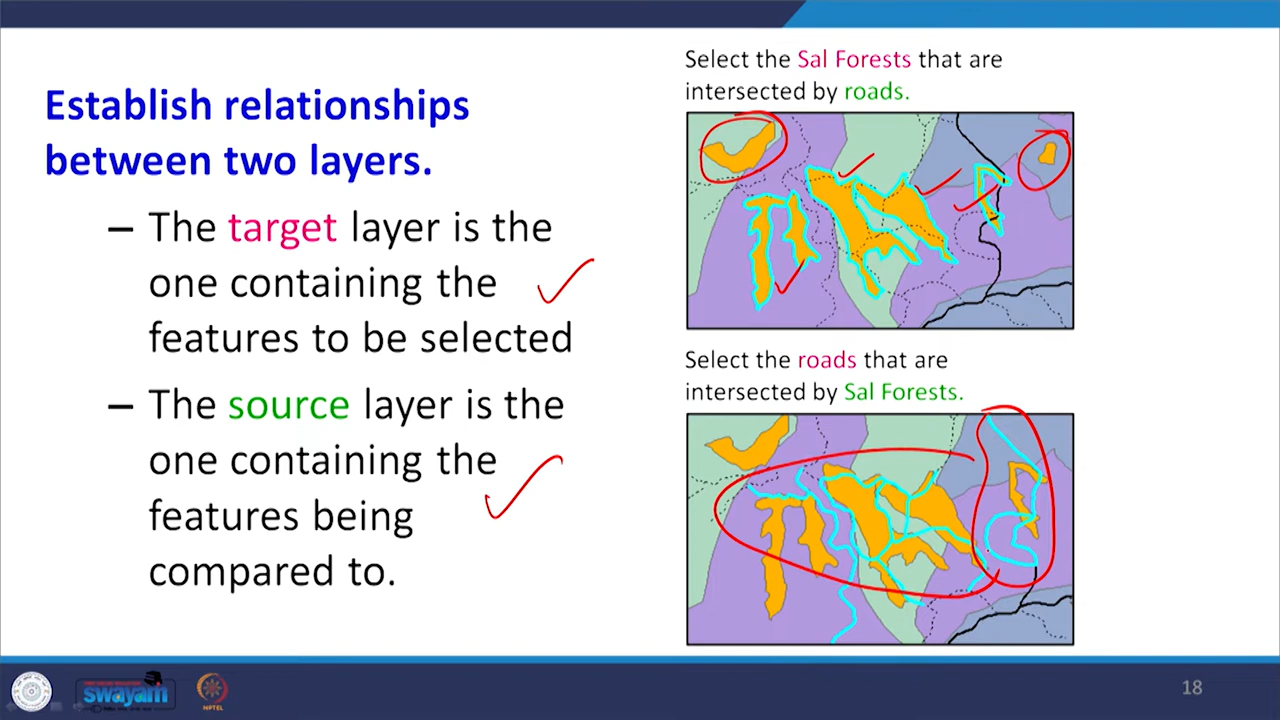 Establish relationships
between two layers.
– The target layer is the
one containing the
features to be selected
– The source layer is the
one containing the
features being
compared to.
Select the Sal Forests that are
intersected by roads.
Select the roads that are
intersected by Sal Forests.
swayam
NPTEL
18